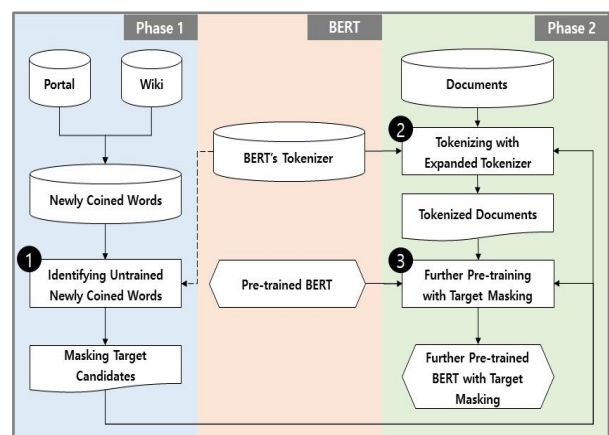 Phase 1
BERT
Phase 2
Portal
Wiki
Documents
2
BERT's Tokenizer
Tokenizing with
Expanded Tokenizer
Newly Coined Words
Tokenized Documents
1
Identifying Untrained
Newly Coined Words
Pre-trained BERT
3
Further Pre-training
with Target Masking
Masking Target
Candidates
Further Pre-trained
BERT with Target
Masking